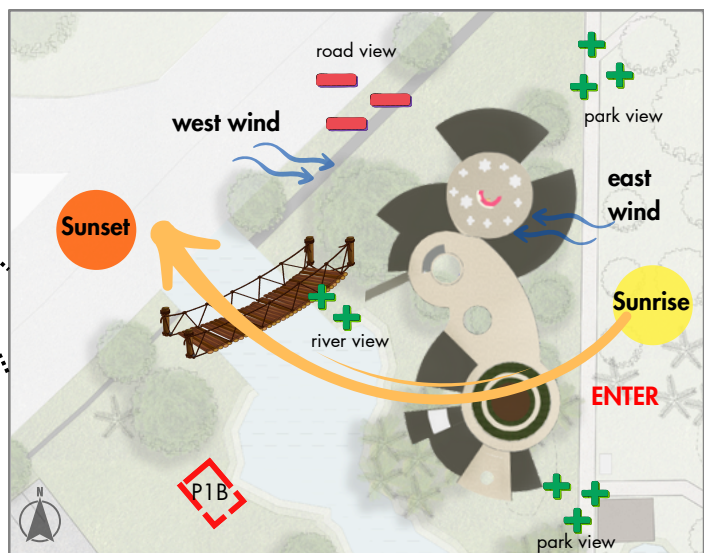 road view
west wind
park view
east
wind
Sunset
Sunrise
river view
ENTER
P1B
N
park view